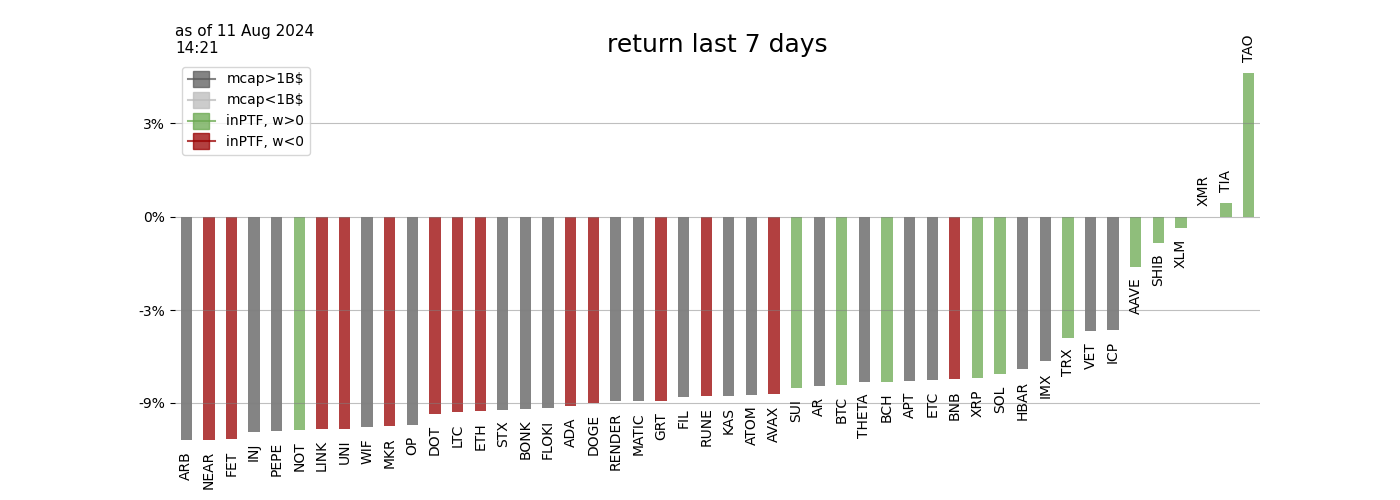 as of 11 Aug 2024
14:21
return last 7 days
mcap>1B$
mcap<1B$
inPTF, w>0
inPTF, w<0
3%
0%
-3%
-9%
ARB
NEAR
FET
INJ
PEPE
NOT
LINK
UNI
WIF
MKR
OP
DOT
LTC
ETH
STX
BONK
FLOKI
ADA
DOGE
RENDER
MATIC
GRT
FIL
RUNE
KAS
ATOM
AVAX
SUI
AR
BTC
THETA
BCH
APT
ETC
BNB
XRP
SOL
HBAR
IMX
TRX
VET
ICP
AAVE
SHIB
XLM
XMR
TIA
TAO